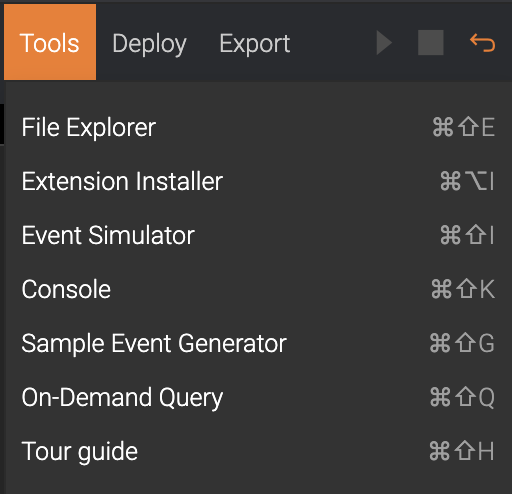 Tools Deploy Export
File Explorer ⌘⇧E
Extension Installer ⌘⌥I
Event Simulator ⌘⇧I
Console ⌘⇧K
Sample Event Generator ⌘⇧G
On-Demand Query ⌘⇧Q
Tour guide ⌘⇧H